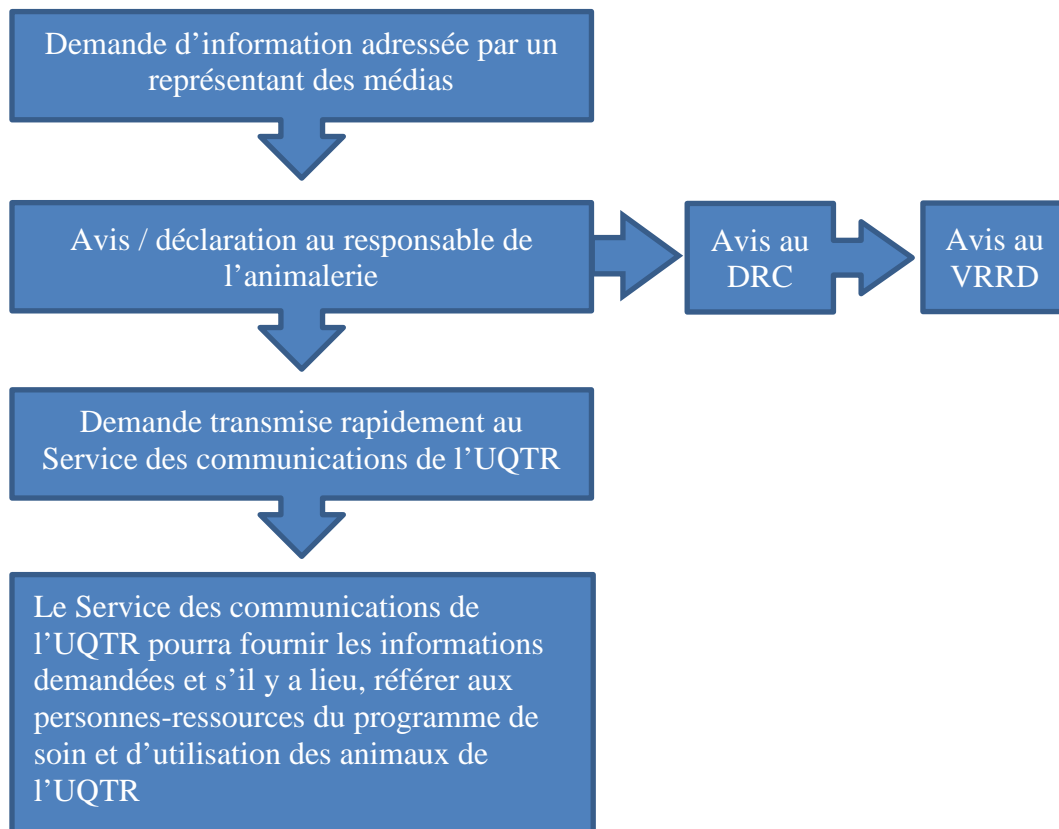 Demande d’information adressée par un
représentant des médias
Avis / déclaration au responsable de
l’animalerie
Avis au
DRC
Avis au
VRRD
Demande transmise rapidement au
Service des communications de l’UQTR
Le Service des communications de
l’UQTR pourra fournir les informations
demandées et s’il y a lieu, référer aux
personnes-ressources du programme de
soin et d’utilisation des animaux de
l’UQTR